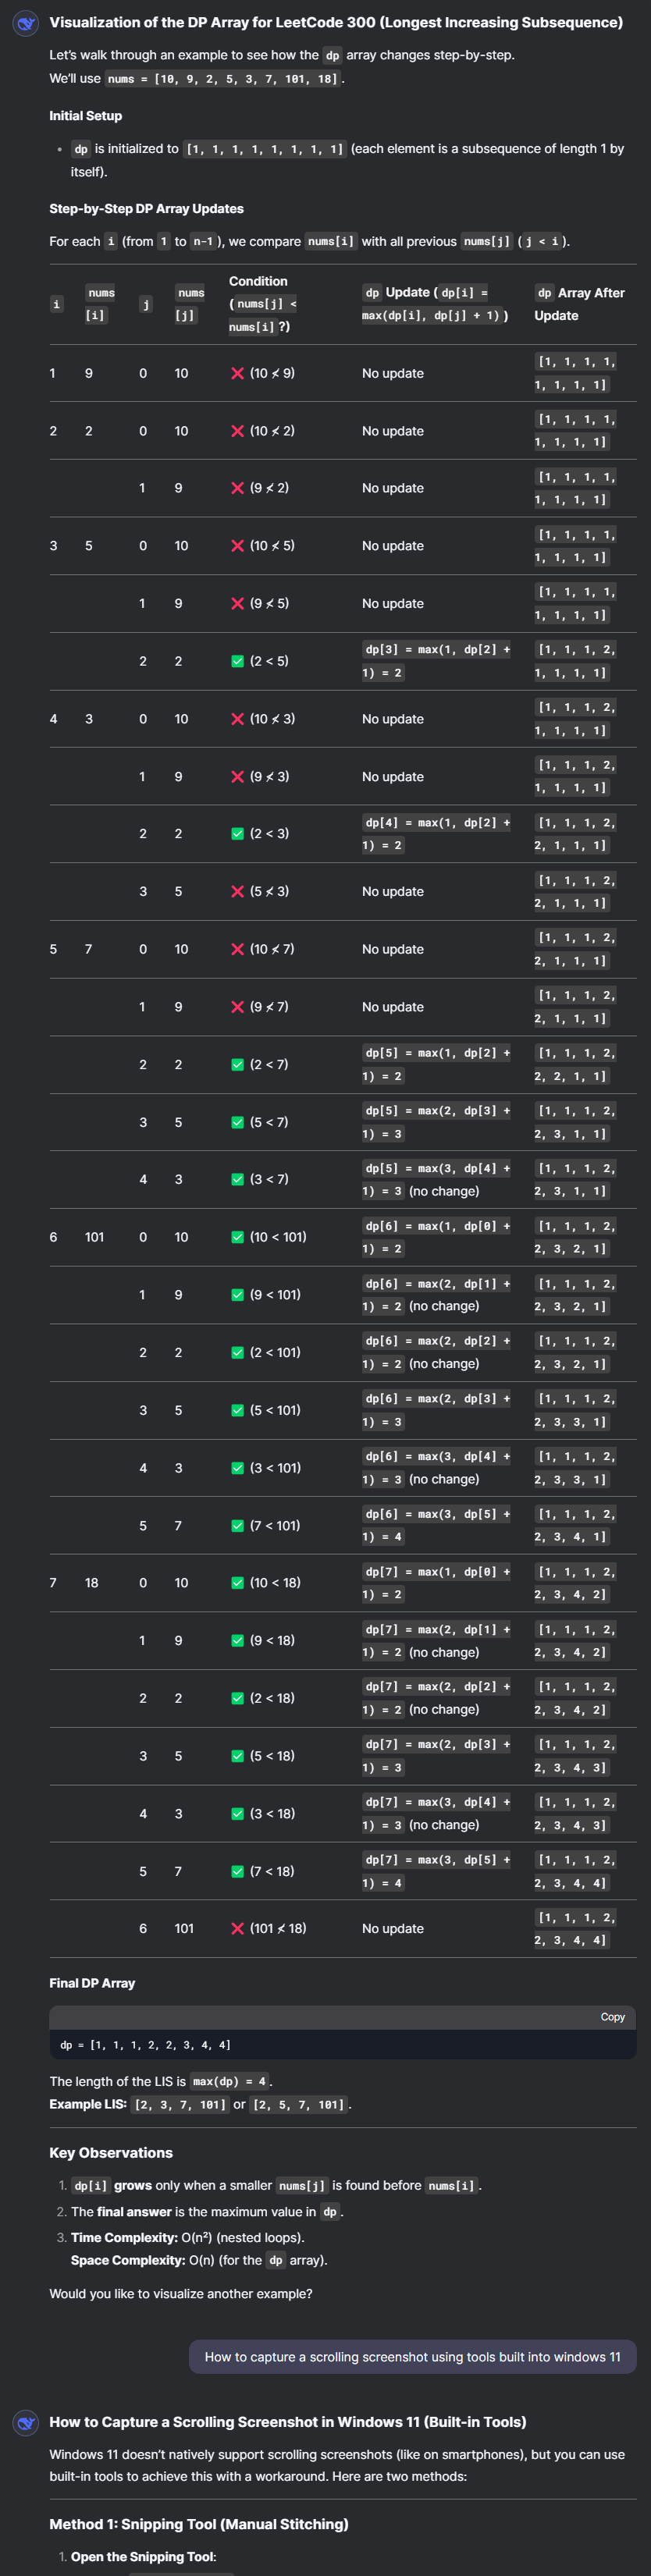 Visualization of the DP Array for LeetCode 300 (Longest Increasing Subsequence)
Let's walk through an example to see how the dp array changes step-by-step.
We'll use nums = [10, 9, 2, 5, 3, 7, 101, 18].
Initial Setup
• dp is initialized to [1, 1, 1, 1, 1, 1, 1, 1] (each element is a subsequence of length 1 by
itself).
Step-by-Step DP Array Updates
For each i (from 1 to n-1), we compare nums[i] with all previous nums[j] (j < i).
i nums[i] j nums[j] Condition (nums[j] < nums[i]?) dp Update (dp[i] = max(dp[i], dp[j] + 1)) dp Array After Update
1 9 0 10 ❌ (10 ≮ 9) No update [1, 1, 1, 1, 1, 1, 1, 1]
2 2 0 10 ❌ (10 ≮ 2) No update [1, 1, 1, 1, 1, 1, 1, 1]
1 9 ❌ (9 ≮ 2) No update [1, 1, 1, 1, 1, 1, 1, 1]
3 5 0 10 ❌ (10 ≮ 5) No update [1, 1, 1, 1, 1, 1, 1, 1]
1 9 ❌ (9 ≮ 5) No update [1, 1, 1, 1, 1, 1, 1, 1]
2 2 ✅ (2 < 5) dp[3] = max(1, dp[2] + 1) = 2 [1, 1, 1, 2, 1, 1, 1, 1]
4 3 0 10 ❌ (10 ≮ 3) No update [1, 1, 1, 2, 1, 1, 1, 1]
1 9 ❌ (9 ≮ 3) No update [1, 1, 1, 2, 1, 1, 1, 1]
2 2 ✅ (2 < 3) dp[4] = max(1, dp[2] + 1) = 2 [1, 1, 1, 2, 2, 1, 1, 1]
3 5 ❌ (5 ≮ 3) No update [1, 1, 1, 2, 2, 1, 1, 1]
5 7 0 10 ❌ (10 ≮ 7) No update [1, 1, 1, 2, 2, 1, 1, 1]
1 9 ❌ (9 ≮ 7) No update [1, 1, 1, 2, 2, 1, 1, 1]
2 2 ✅ (2 < 7) dp[5] = max(1, dp[2] + 1) = 2 [1, 1, 1, 2, 2, 2, 1, 1]
3 5 ✅ (5 < 7) dp[5] = max(2, dp[3] + 1) = 3 [1, 1, 1, 2, 2, 3, 1, 1]
4 3 ✅ (3 < 7) dp[5] = max(3, dp[4] + 1) = 3 (no change) [1, 1, 1, 2, 2, 3, 1, 1]
6 101 0 10 ✅ (10 < 101) dp[6] = max(1, dp[0] + 1) = 2 [1, 1, 1, 2, 2, 3, 2, 1]
1 9 ✅ (9 < 101) dp[6] = max(2, dp[1] + 1) = 2 (no change) [1, 1, 1, 2, 2, 3, 2, 1]
2 2 ✅ (2 < 101) dp[6] = max(2, dp[2] + 1) = 2 (no change) [1, 1, 1, 2, 2, 3, 2, 1]
3 5 ✅ (5 < 101) dp[6] = max(2, dp[3] + 1) = 3 [1, 1, 1, 2, 2, 3, 3, 1]
4 3 ✅ (3 < 101) dp[6] = max(3, dp[4] + 1) = 3 (no change) [1, 1, 1, 2, 2, 3, 3, 1]
5 7 ✅ (7 < 101) dp[6] = max(3, dp[5] + 1) = 4 [1, 1, 1, 2, 2, 3, 4, 1]
7 18 0 10 ✅ (10 < 18) dp[7] = max(1, dp[0] + 1) = 2 [1, 1, 1, 2, 2, 3, 4, 2]
1 9 ✅ (9 < 18) dp[7] = max(2, dp[1] + 1) = 2 (no change) [1, 1, 1, 2, 2, 3, 4, 2]
2 2 ✅ (2 < 18) dp[7] = max(2, dp[2] + 1) = 2 (no change) [1, 1, 1, 2, 2, 3, 4, 2]
3 5 ✅ (5 < 18) dp[7] = max(2, dp[3] + 1) = 3 [1, 1, 1, 2, 2, 3, 4, 3]
4 3 ✅ (3 < 18) dp[7] = max(3, dp[4] + 1) = 3 (no change) [1, 1, 1, 2, 2, 3, 4, 3]
5 7 ✅ (7 < 18) dp[7] = max(3, dp[5] + 1) = 4 [1, 1, 1, 2, 2, 3, 4, 4]
6 101 ❌ (101 ≮ 18) No update [1, 1, 1, 2, 2, 3, 4, 4]
Final DP Array
Copy
dp = [1, 1, 1, 2, 2, 3, 4, 4]
The length of the LIS is max(dp) = 4.
Example LIS: [2, 3, 7, 101] or [2, 5, 7, 101].
Key Observations
1. dp[i] grows only when a smaller nums[j] is found before nums[i].
2. The final answer is the maximum value in dp.
3. Time Complexity: O(n²) (nested loops).
Space Complexity: O(n) (for the dp array).
Would you like to visualize another example?
How to capture a scrolling screenshot using tools built into windows 11
How to Capture a Scrolling Screenshot in Windows 11 (Built-in Tools)
Windows 11 doesn't natively support scrolling screenshots (like on smartphones), but you can use
built-in tools to achieve this with a workaround. Here are two methods:
Method 1: Snipping Tool (Manual Stitching)
1. Open the Snipping Tool: